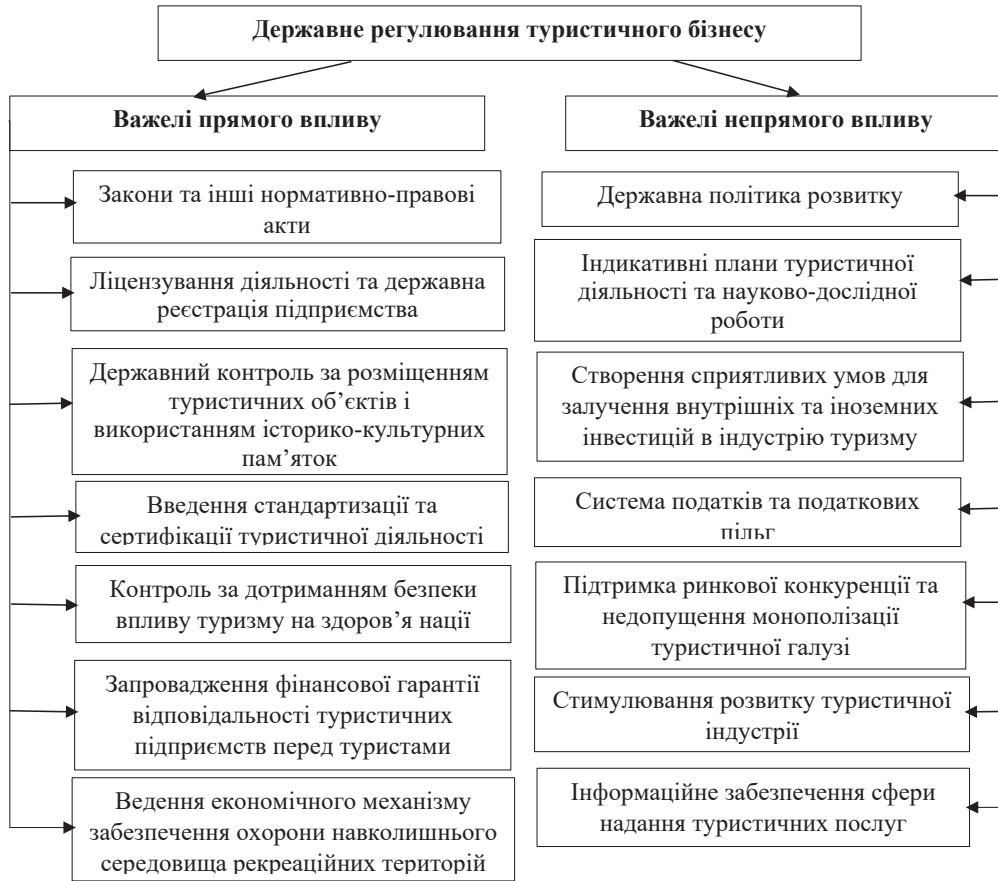 Державне регулювання туристичного бізнесу
Важелі прямого впливу
Закони та інші нормативно-правові
акти
Ліцензування діяльності та державна
реєстрація підприємства
Державний контроль за розміщенням
туристичних об’єктів і
використанням історико-культурних
пам’яток
Введення стандартизації та
сертифікації туристичної діяльності
Контроль за дотриманням безпеки
впливу туризму на здоров’я нації
Запровадження фінансової гарантії
відповідальності туристичних
підприємств перед туристами
Ведення економічного механізму
забезпечення охорони навколишнього
середовища рекреаційних територій
Важелі непрямого впливу
Державна політика розвитку
Індикативні плани туристичної
діяльності та науково-дослідної
роботи
Створення сприятливих умов для
залучення внутрішніх та іноземних
інвестицій в індустрію туризму
Система податків та податкових
пільг
Підтримка ринкової конкуренції та
недопущення монополізації
туристичної галузі
Стимулювання розвитку туристичної
індустрії
Інформаційне забезпечення сфери
надання туристичних послуг